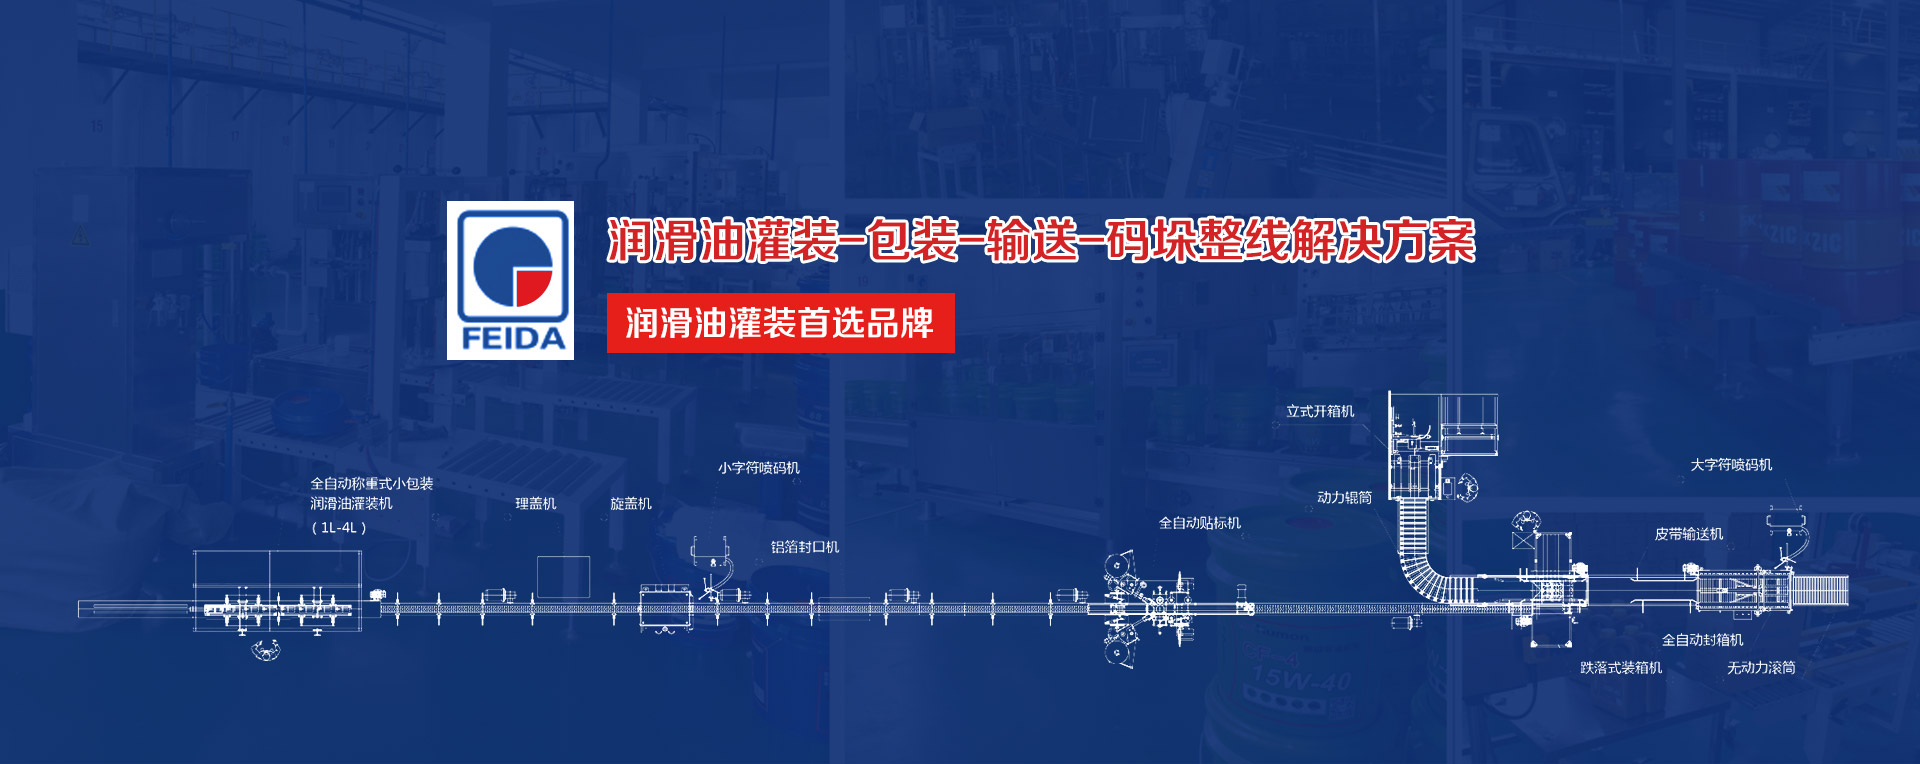 润滑油灌装-包装-输送-码垛整线解决方案
FEIDA
润滑油灌装首选品牌
立式开箱机
小字符喷码机
大字符喷码机
全自动称重式小包装
润滑油灌装机
（1L-4L）
理盖机
旋盖机
动力辊筒
全自动贴标机
皮带输送机
铝箔封口机
全自动封箱机
跌落式装箱机
无动力滚筒
15W-40